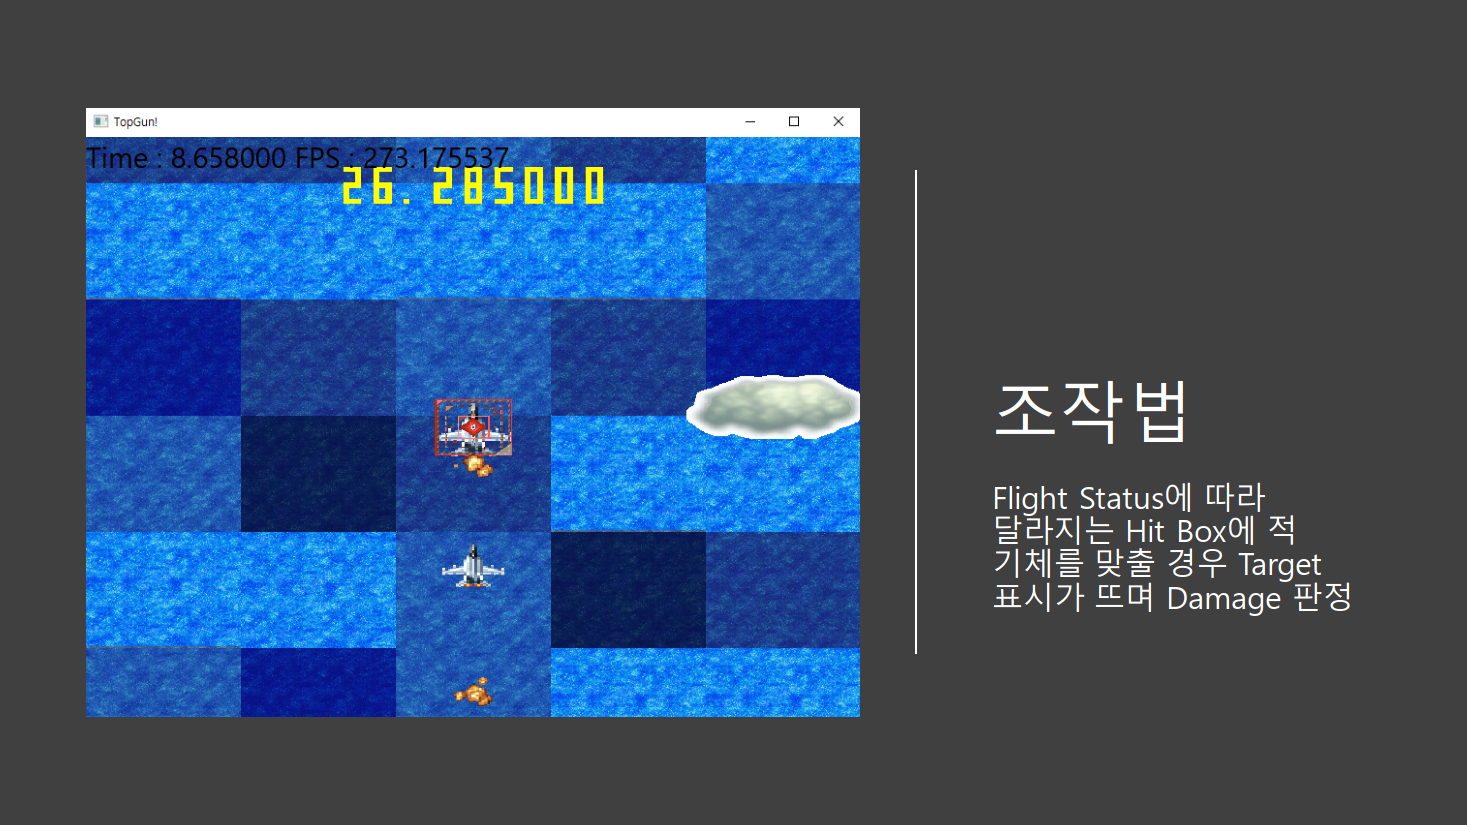 TopGun!
Time : 8.658000 FPS : 273.175537
26.285000
조작법
Flight Status에 따라
달라지는 Hit Box에 적
기체를 맞출 경우 Target
표시가 뜨며 Damage 판정